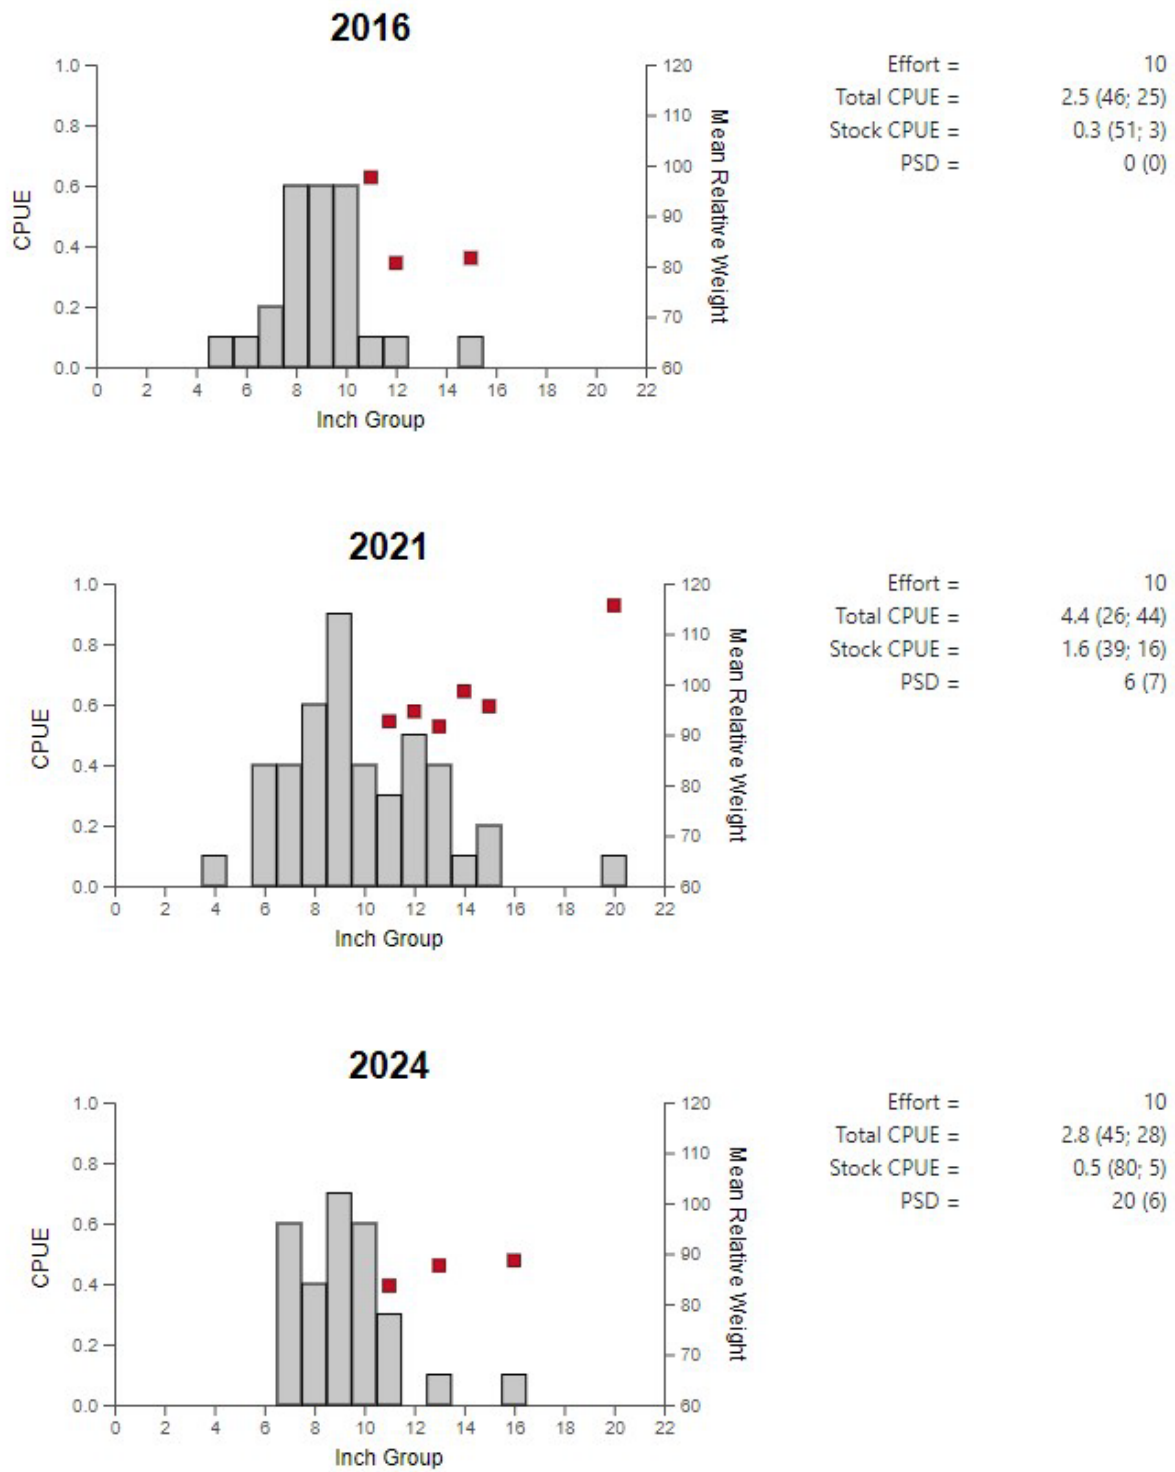 2016
1.0
0.8
0.6
0.4
0.2
0.0
CPUE
120
110
100
90
80
70
60
Mean Relative Weight
0 2 4 6 8 10 12 14 16 18 20 22
Inch Group
Effort = 10
Total CPUE = 2.5 (46; 25)
Stock CPUE = 0.3 (51; 3)
PSD = 0 (0)
2021
1.0
0.8
0.6
0.4
0.2
0.0
CPUE
120
110
100
90
80
70
60
Mean Relative Weight
0 2 4 6 8 10 12 14 16 18 20 22
Inch Group
Effort = 10
Total CPUE = 4.4 (26; 44)
Stock CPUE = 1.6 (39; 16)
PSD = 6 (7)
2024
1.0
0.8
0.6
0.4
0.2
0.0
CPUE
120
110
100
90
80
70
60
Mean Relative Weight
0 2 4 6 8 10 12 14 16 18 20 22
Inch Group
Effort = 10
Total CPUE = 2.8 (45; 28)
Stock CPUE = 0.5 (80; 5)
PSD = 20 (6)